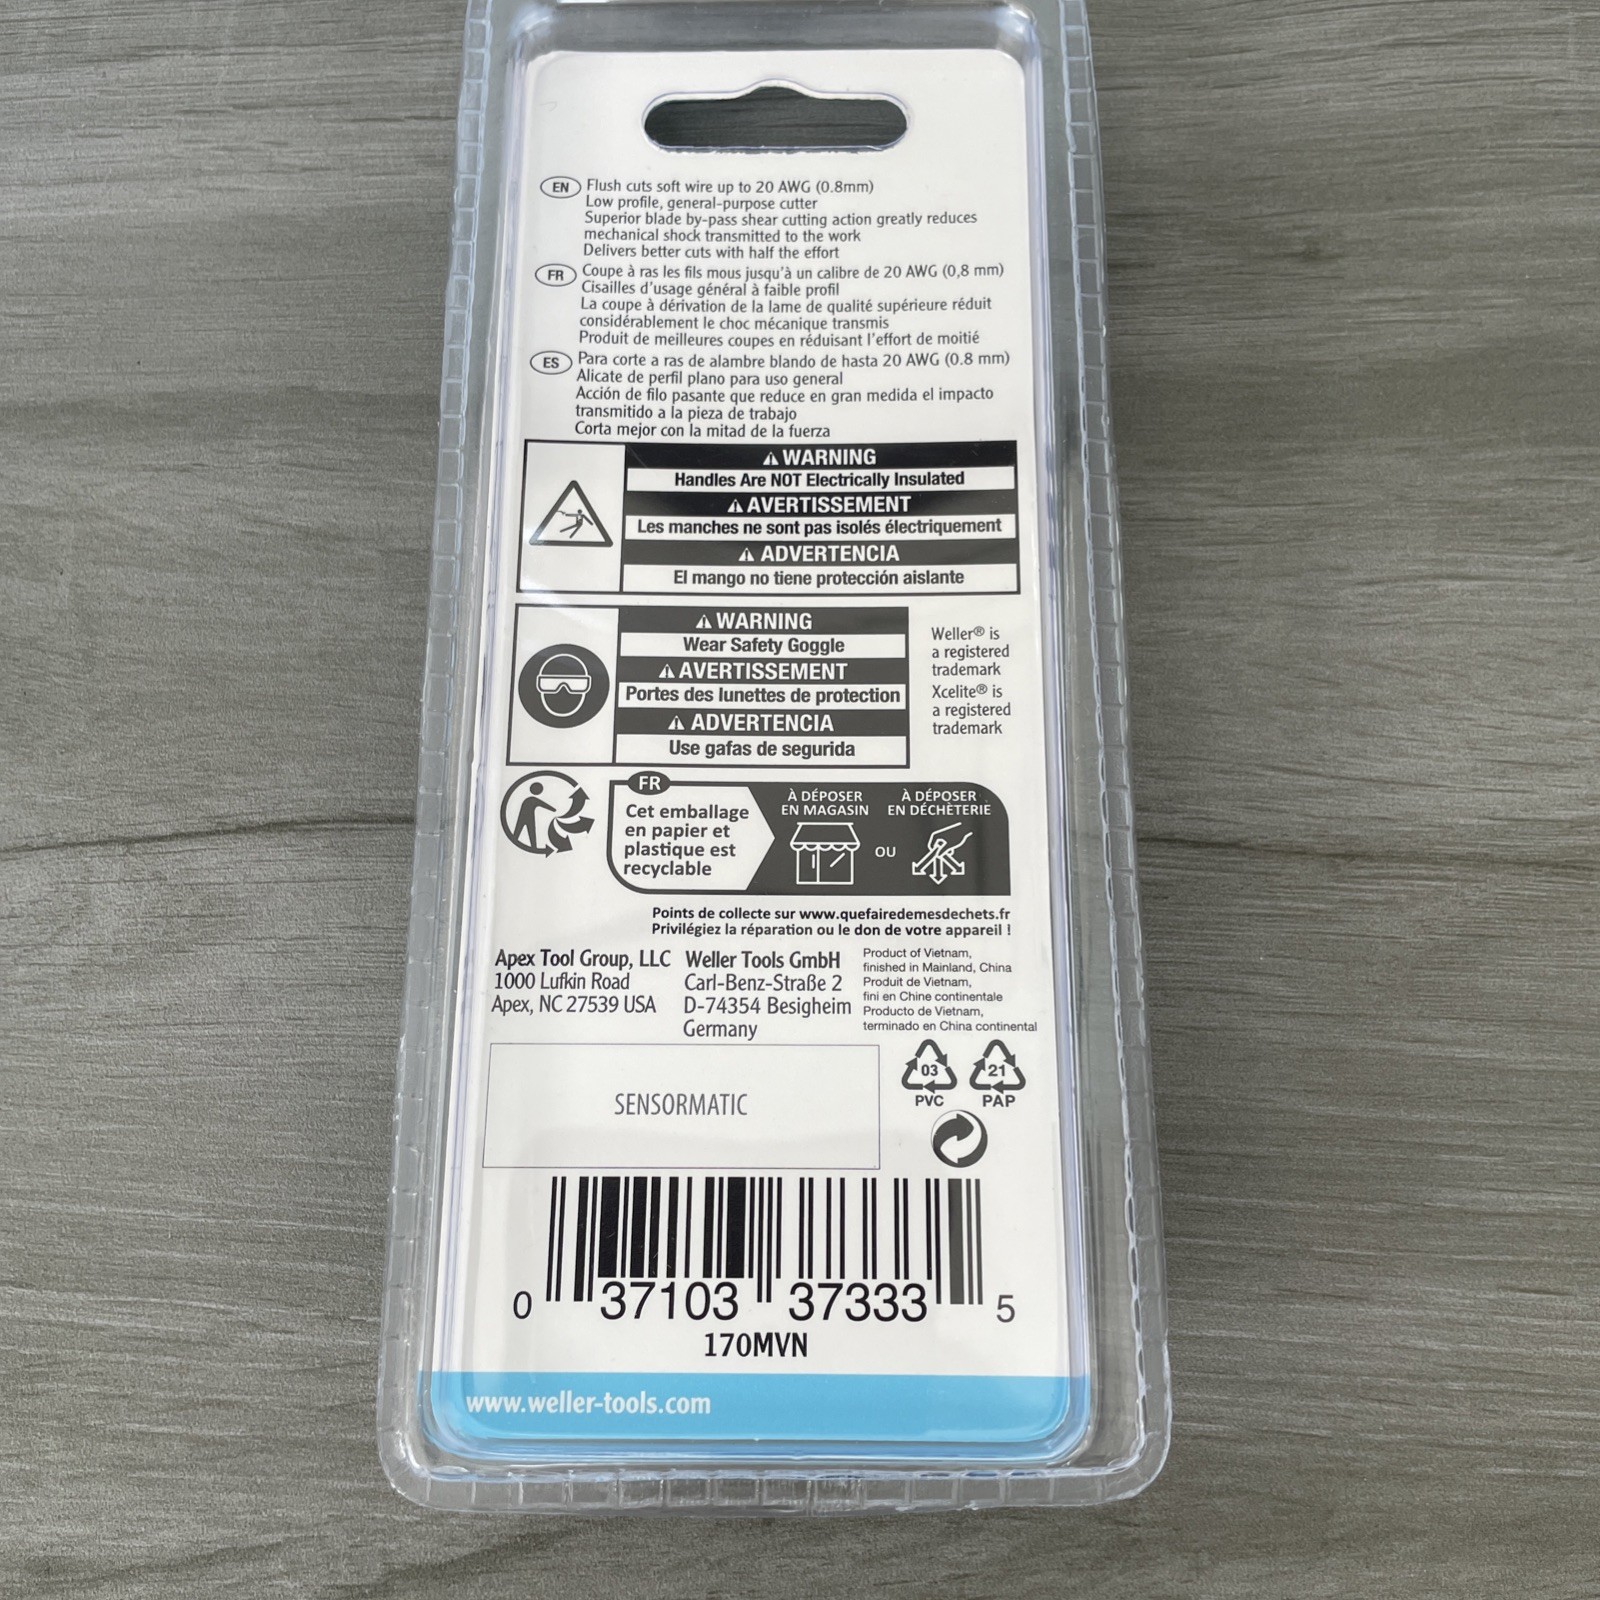 EN Flush cuts soft wire up to 20 AWG (0.8mm)
Low profile, general-purpose cutter
Superior blade by-pass shear cutting action greatly reduces
mechanical shock transmitted to the work
Delivers better cuts with half the effort
FR Coupe à ras les fils mous jusqu'à un calibre de 20 AWG (0,8 mm)
Cisailles d'usage général à faible profil
La coupe à dérivation de la lame de qualité supérieure réduit
considérablement le choc mécanique transmis
Produit de meilleures coupes en réduisant l'effort de moitié
ES Para corte a ras de alambre blando de hasta 20 AWG (0.8 mm)
Alicate de perfil plano para uso general
Acción de filo pasante que reduce en gran medida el impacto
transmitido a la pieza de trabajo
Corta mejor con la mitad de la fuerza
WARNING
Handles Are NOT Electrically Insulated
AVERTISSEMENT
Les manches ne sont pas isolés électriquement
ADVERTENCIA
El mango no tiene protección aislante
WARNING
Wear Safety Goggle
AVERTISSEMENT
Portes des lunettes de protection
ADVERTENCIA
Use gafas de segurida
Weller® is
a registered
trademark
Xcelite® is
a registered
trademark
FR
Cet emballage
en papier et
plastique est
recyclable
À DÉPOSER
EN MAGASIN
OU
À DÉPOSER
EN DÉCHÈTERIE
Points de collecte sur www.quefairedemesdechets.fr
Privilégiez la réparation ou le don de votre appareil !
Apex Tool Group, LLC
1000 Lufkin Road
Apex, NC 27539 USA
Weller Tools GmbH
Carl-Benz-Straße 2
D-74354 Besigheim
Germany
Product of Vietnam,
finished in Mainland, China
Produit de Vietnam,
fini en Chine continentale
Producto de Vietnam,
terminado en China continental
SENSORMATIC
03
PVC
21
PAP
0 37103 37333 5
170MVN
www.weller-tools.com